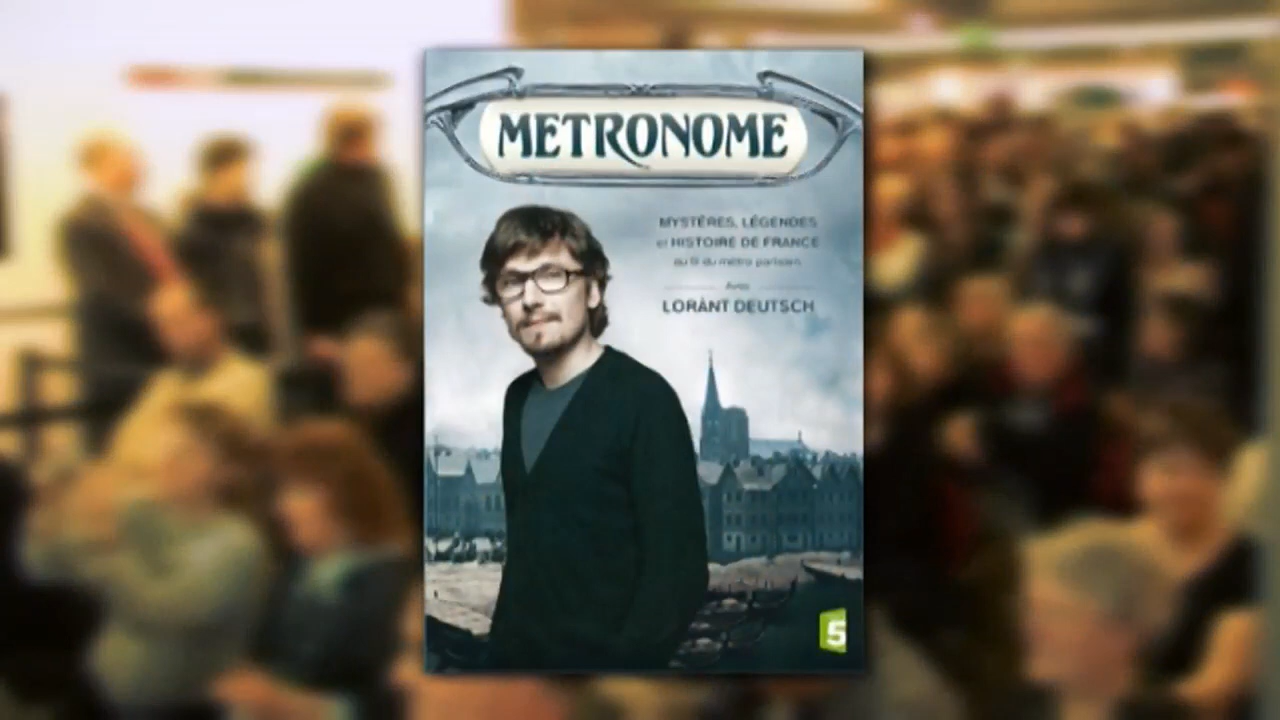 METRONOME
MYSTÈRES, LÉGENDES
ET HISTOIRE DE FRANCE
au fil du métro parisien
Avec
LORÀNT DEUTSCH
5